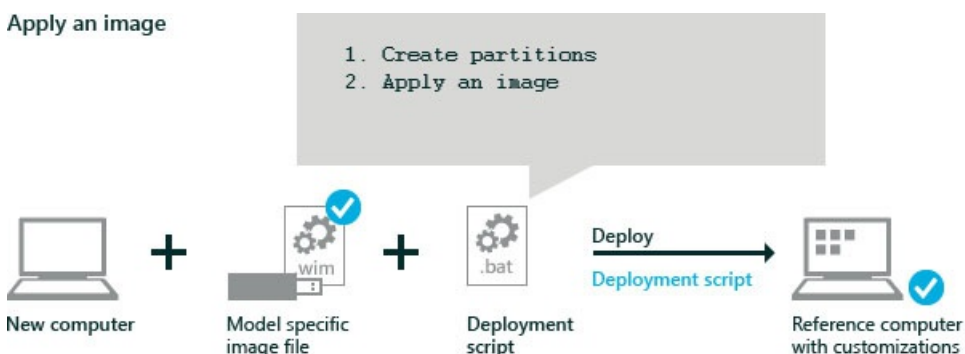 Apply an image
1. Create partitions
2. Apply an image
.wim
.bat
Deploy
Deployment script
New computer
Model specific
image file
Deployment
script
Reference computer
with customizations